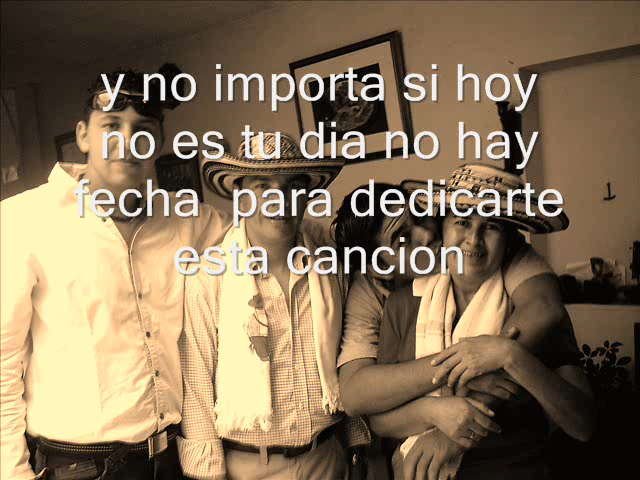 y no importa si hoy
no es tu dia no hay
fecha  para dedicarte
esta cancion